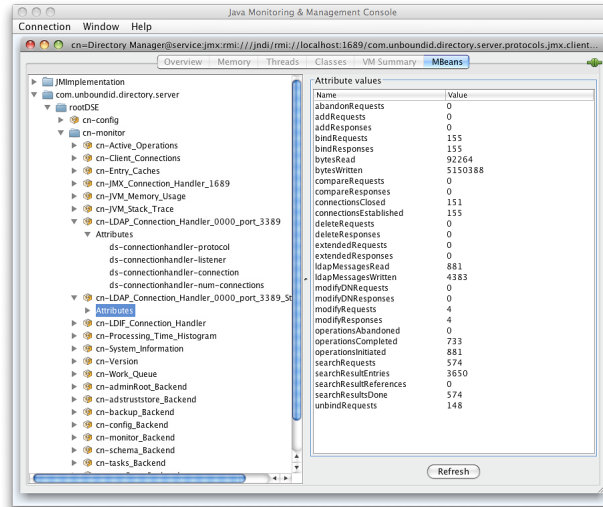 Java Monitoring & Management Console
Connection Window Help
cn=Directory Manager@service:jmx:rmi:///jndi/rmi://localhost:1689/com.unboundid.directory.server.protocols.jmx.client...
Overview Memory Threads Classes VM Summary MBeans
JMImplementation
com.unboundid.directory.server
rootDSE
cn-config
cn-monitor
cn-Active_Operations
cn-Client_Connections
cn-Entry_Caches
cn-JMX_Connection_Handler_1689
cn-JVM_Memory_Usage
cn-JVM_Stack_Trace
cn-LDAP_Connection_Handler_0000_port_3389
Attributes
ds-connectionhandler-protocol
ds-connectionhandler-listener
ds-connectionhandler-connection
ds-connectionhandler-num-connections
cn-LDAP_Connection_Handler_0000_port_3389_St
Attributes
cn-LDIF_Connection_Handler
cn-Processing_Time_Histogram
cn-System_Information
cn-Version
cn-Work_Queue
cn-adminRoot_Backend
cn-adstruststore_Backend
cn-backup_Backend
cn-config_Backend
cn-monitor_Backend
cn-schema_Backend
cn-tasks_Backend
Attribute values
Name Value
abandonRequests 0
addRequests 0
addResponses 0
bindRequests 155
bindResponses 155
bytesRead 92264
bytesWritten 5150388
compareRequests 0
compareResponses 0
connectionsClosed 151
connectionsEstablished 155
deleteRequests 0
deleteResponses 0
extendedRequests 0
extendedResponses 0
ldapMessagesRead 881
ldapMessagesWritten 4383
modifyDNRequests 0
modifyDNResponses 0
modifyRequests 4
modifyResponses 4
operationsAbandoned 0
operationsCompleted 733
operationsInitiated 881
searchRequests 574
searchResultEntries 3650
searchResultReferences 0
searchResultsDone 574
unbindRequests 148
Refresh